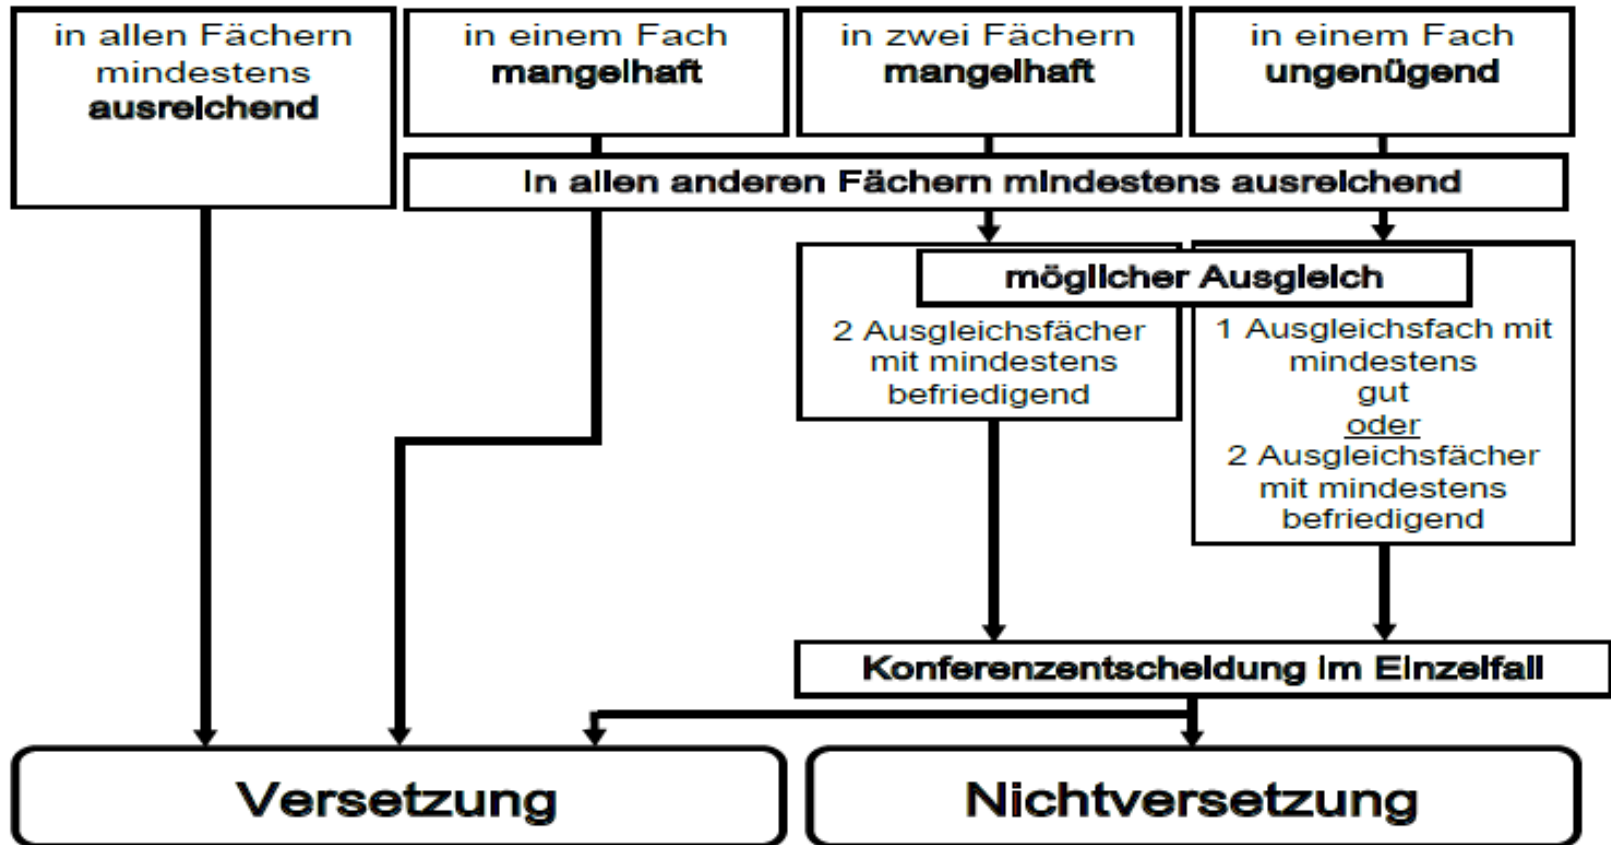 in allen Fächern
mindestens
ausreichend
in einem Fach
mangelhaft
in zwei Fächern
mangelhaft
in einem Fach
ungenügend
In allen anderen Fächern mindestens ausreichend
möglicher Ausgleich
2 Ausgleichsfächer
mit mindestens
befriedigend
1 Ausgleichsfach mit
mindestens
gut
oder
2 Ausgleichsfächer
mit mindestens
befriedigend
Konferenzentscheidung im Einzelfall
Versetzung
Nichtversetzung